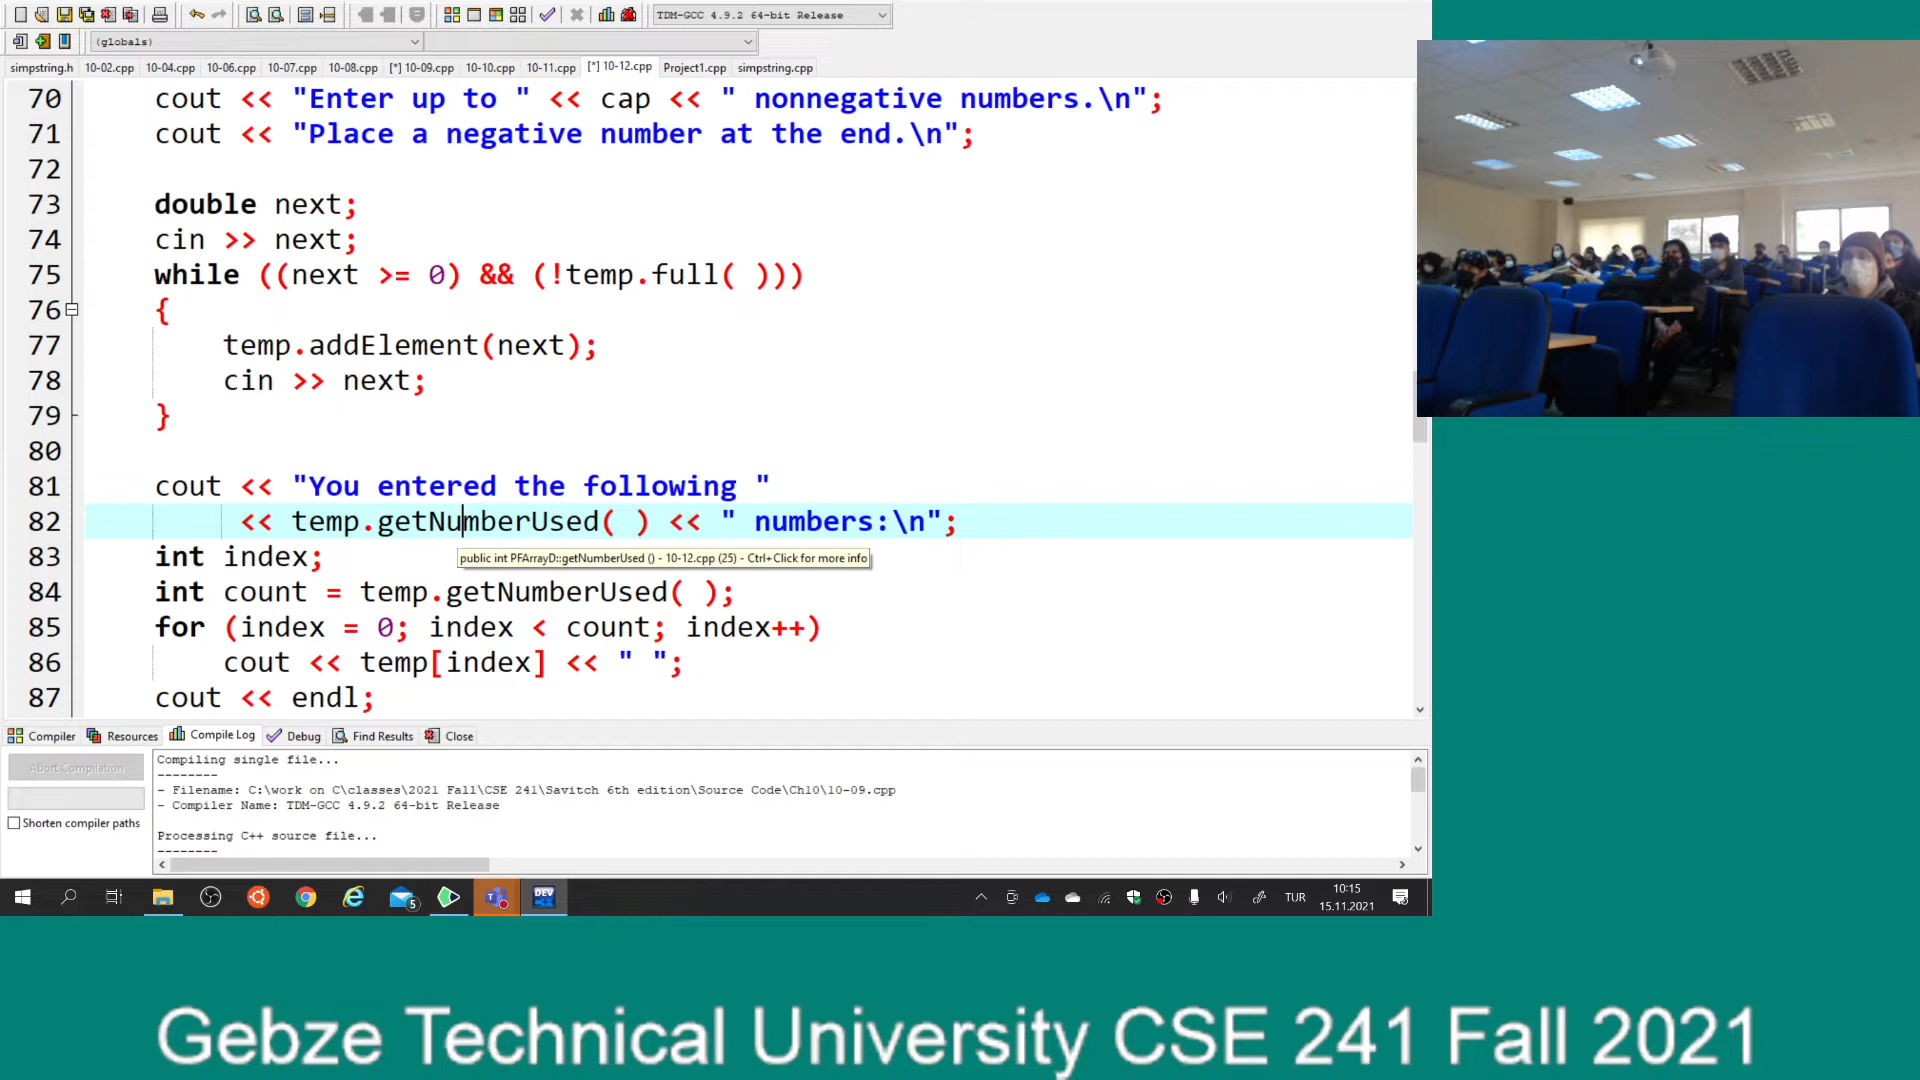 TDM-GCC 4.9.2 64-bit Release
(globals)
simpstring.h 10-02.cpp 10-04.cpp 10-06.cpp 10-07.cpp 10-08.cpp [*] 10-09.cpp 10-10.cpp 10-11.cpp [*] 10-12.cpp Project1.cpp simpstring.cpp
70 cout << "Enter up to " << cap << " nonnegative numbers.\n";
71 cout << "Place a negative number at the end.\n";
72
73 double next;
74 cin >> next;
75 while ((next >= 0) && (!temp.full( )))
76 {
77 temp.addElement(next);
78 cin >> next;
79 }
80
81 cout << "You entered the following "
82 << temp.getNumberUsed( ) << " numbers:\n";
83 int index;
public int PFArrayD::getNumberUsed () - 10-12.cpp (25) - Ctrl+Click for more info
84 int count = temp.getNumberUsed( );
85 for (index = 0; index < count; index++)
86 cout << temp[index] << " ";
87 cout << endl;
Compiler Resources Compile Log Debug Find Results Close
Abort Compilation
Shorten compiler paths
Compiling single file...
--------
- Filename: C:\work on C\classes\2021 Fall\CSE 241\Savitch 6th edition\Source Code\Ch10\10-09.cpp
- Compiler Name: TDM-GCC 4.9.2 64-bit Release
Processing C++ source file...
--------
5
DEV
TUR
10:15
15.11.2021
Gebze Technical University CSE 241 Fall 2021